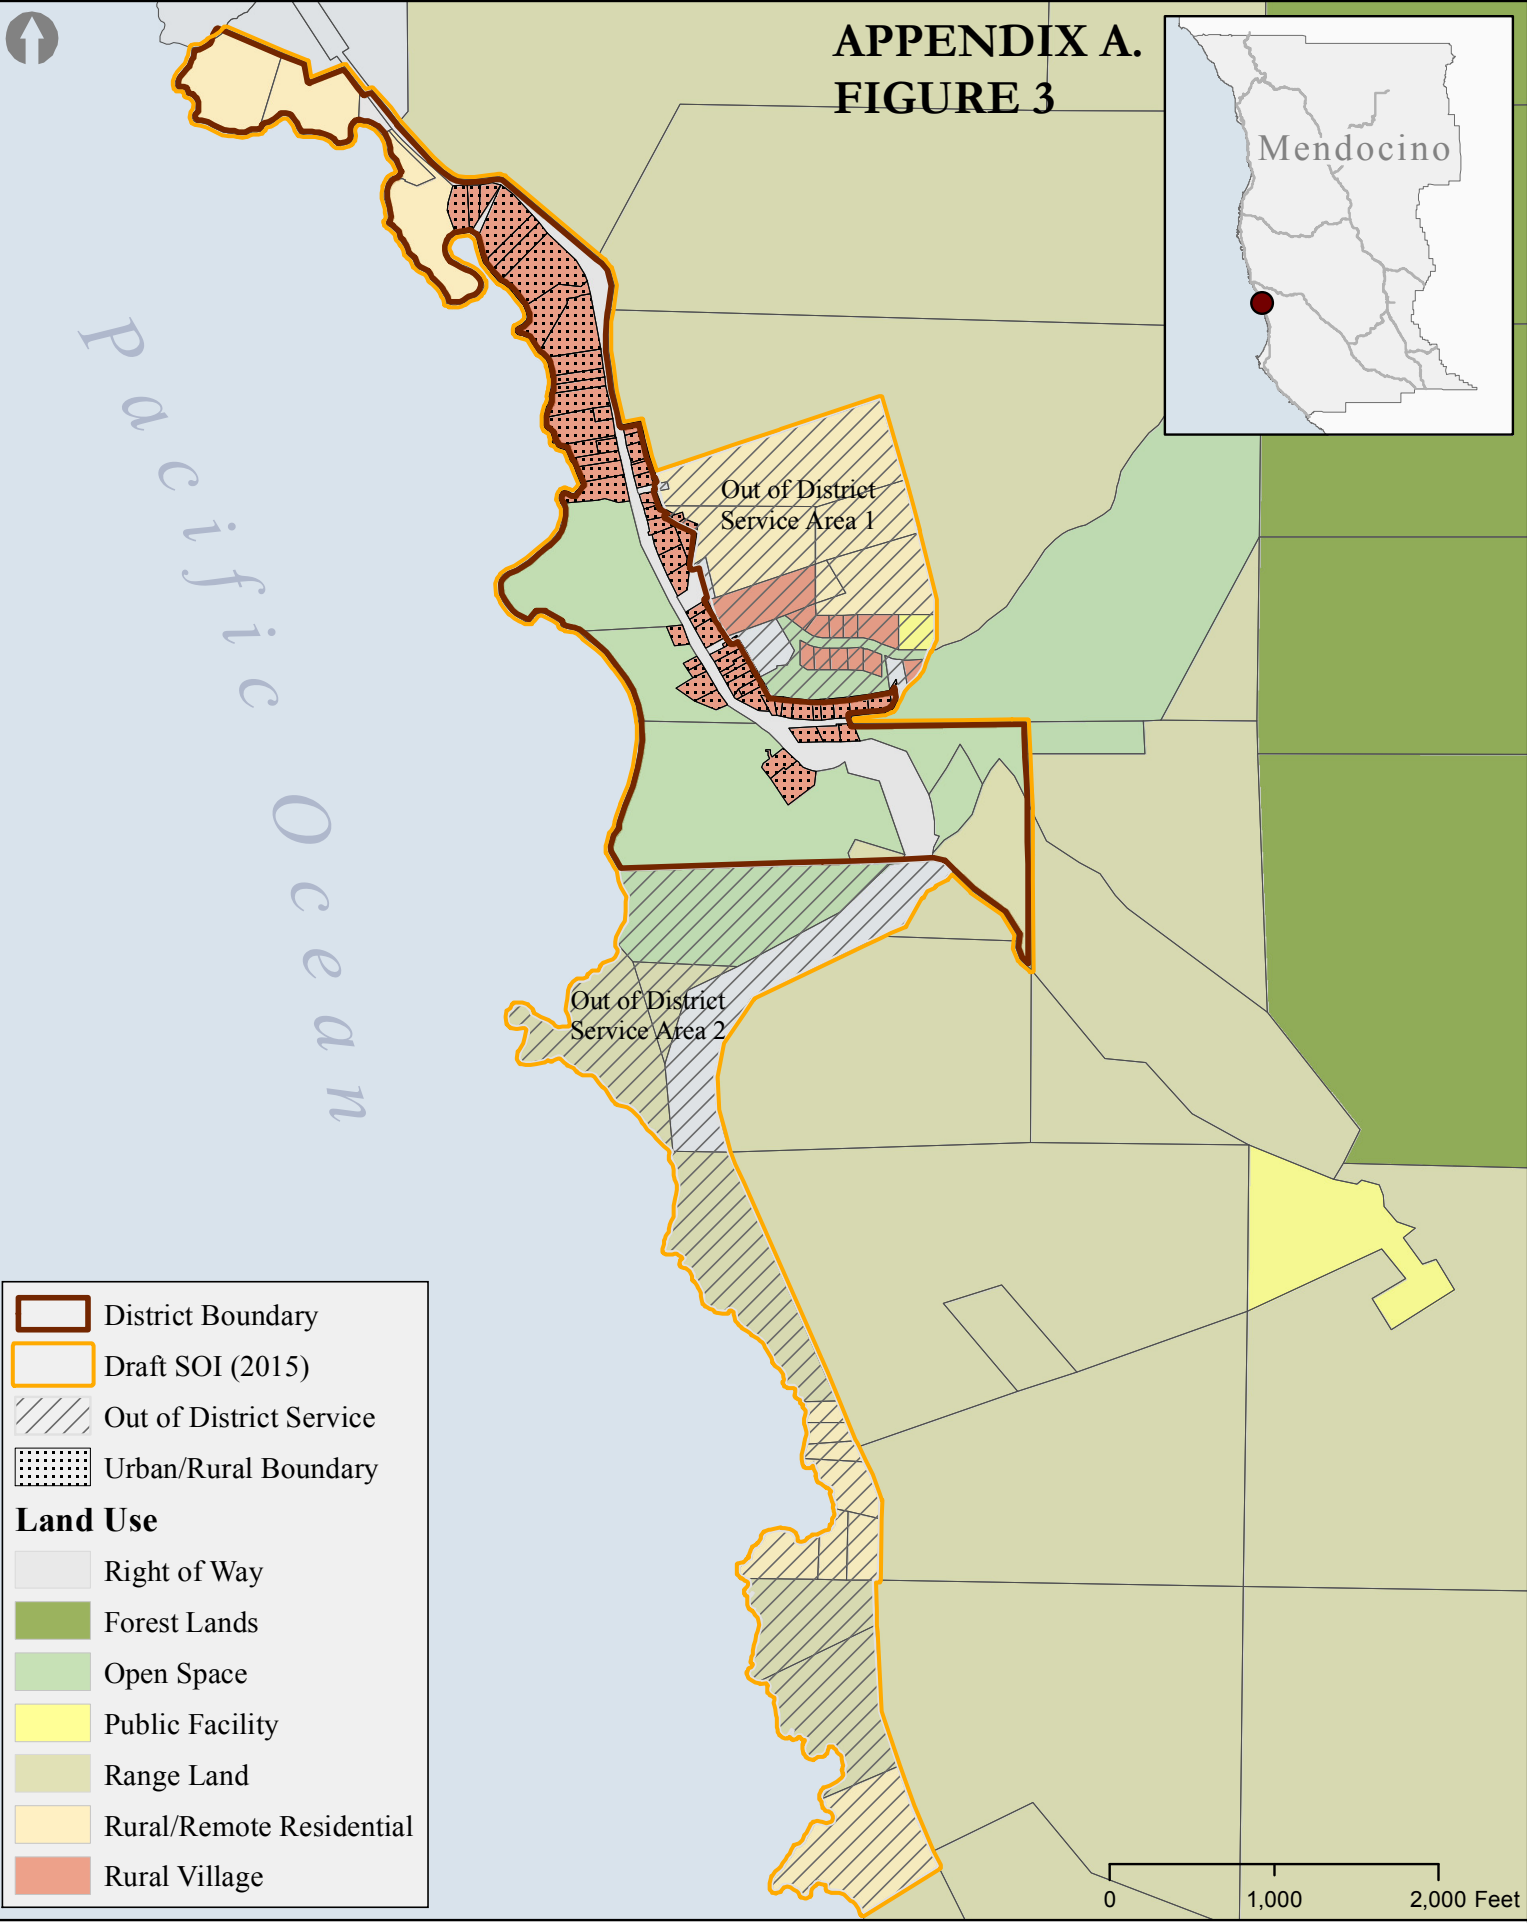 APPENDIX A.
FIGURE 3
Mendocino
Pacific Ocean
Out of District
Service Area 1
Out of District
Service Area 2
District Boundary
Draft SOI (2015)
Out of District Service
Urban/Rural Boundary
Land Use
Right of Way
Forest Lands
Open Space
Public Facility
Range Land
Rural/Remote Residential
Rural Village
0 1,000 2,000 Feet